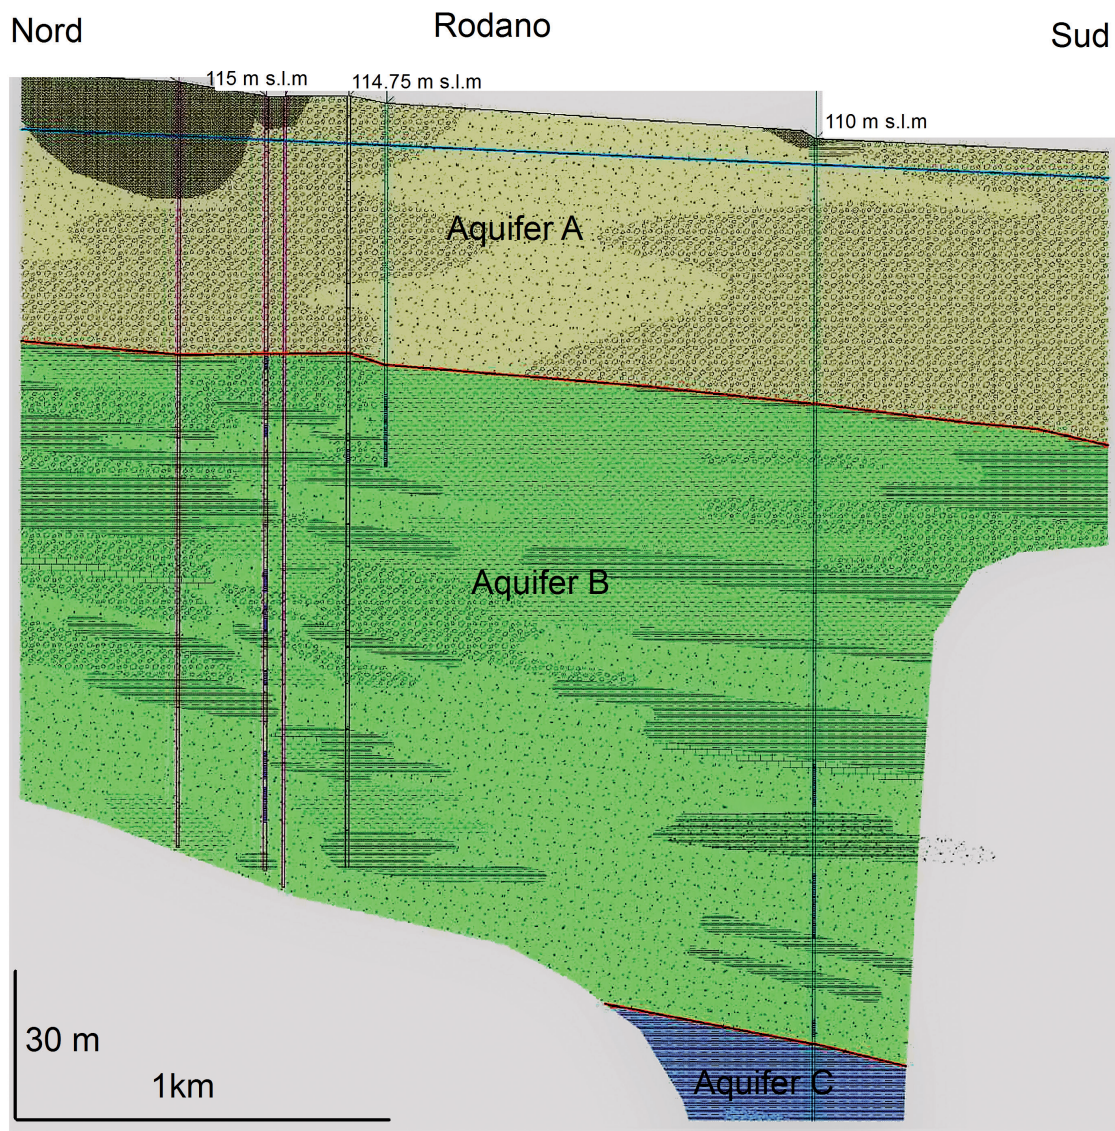 Nord
Rodano
Sud
115 m s.l.m
114.75 m s.l.m
110 m s.l.m
Aquifer A
Aquifer B
30 m
1km
Aquifer C